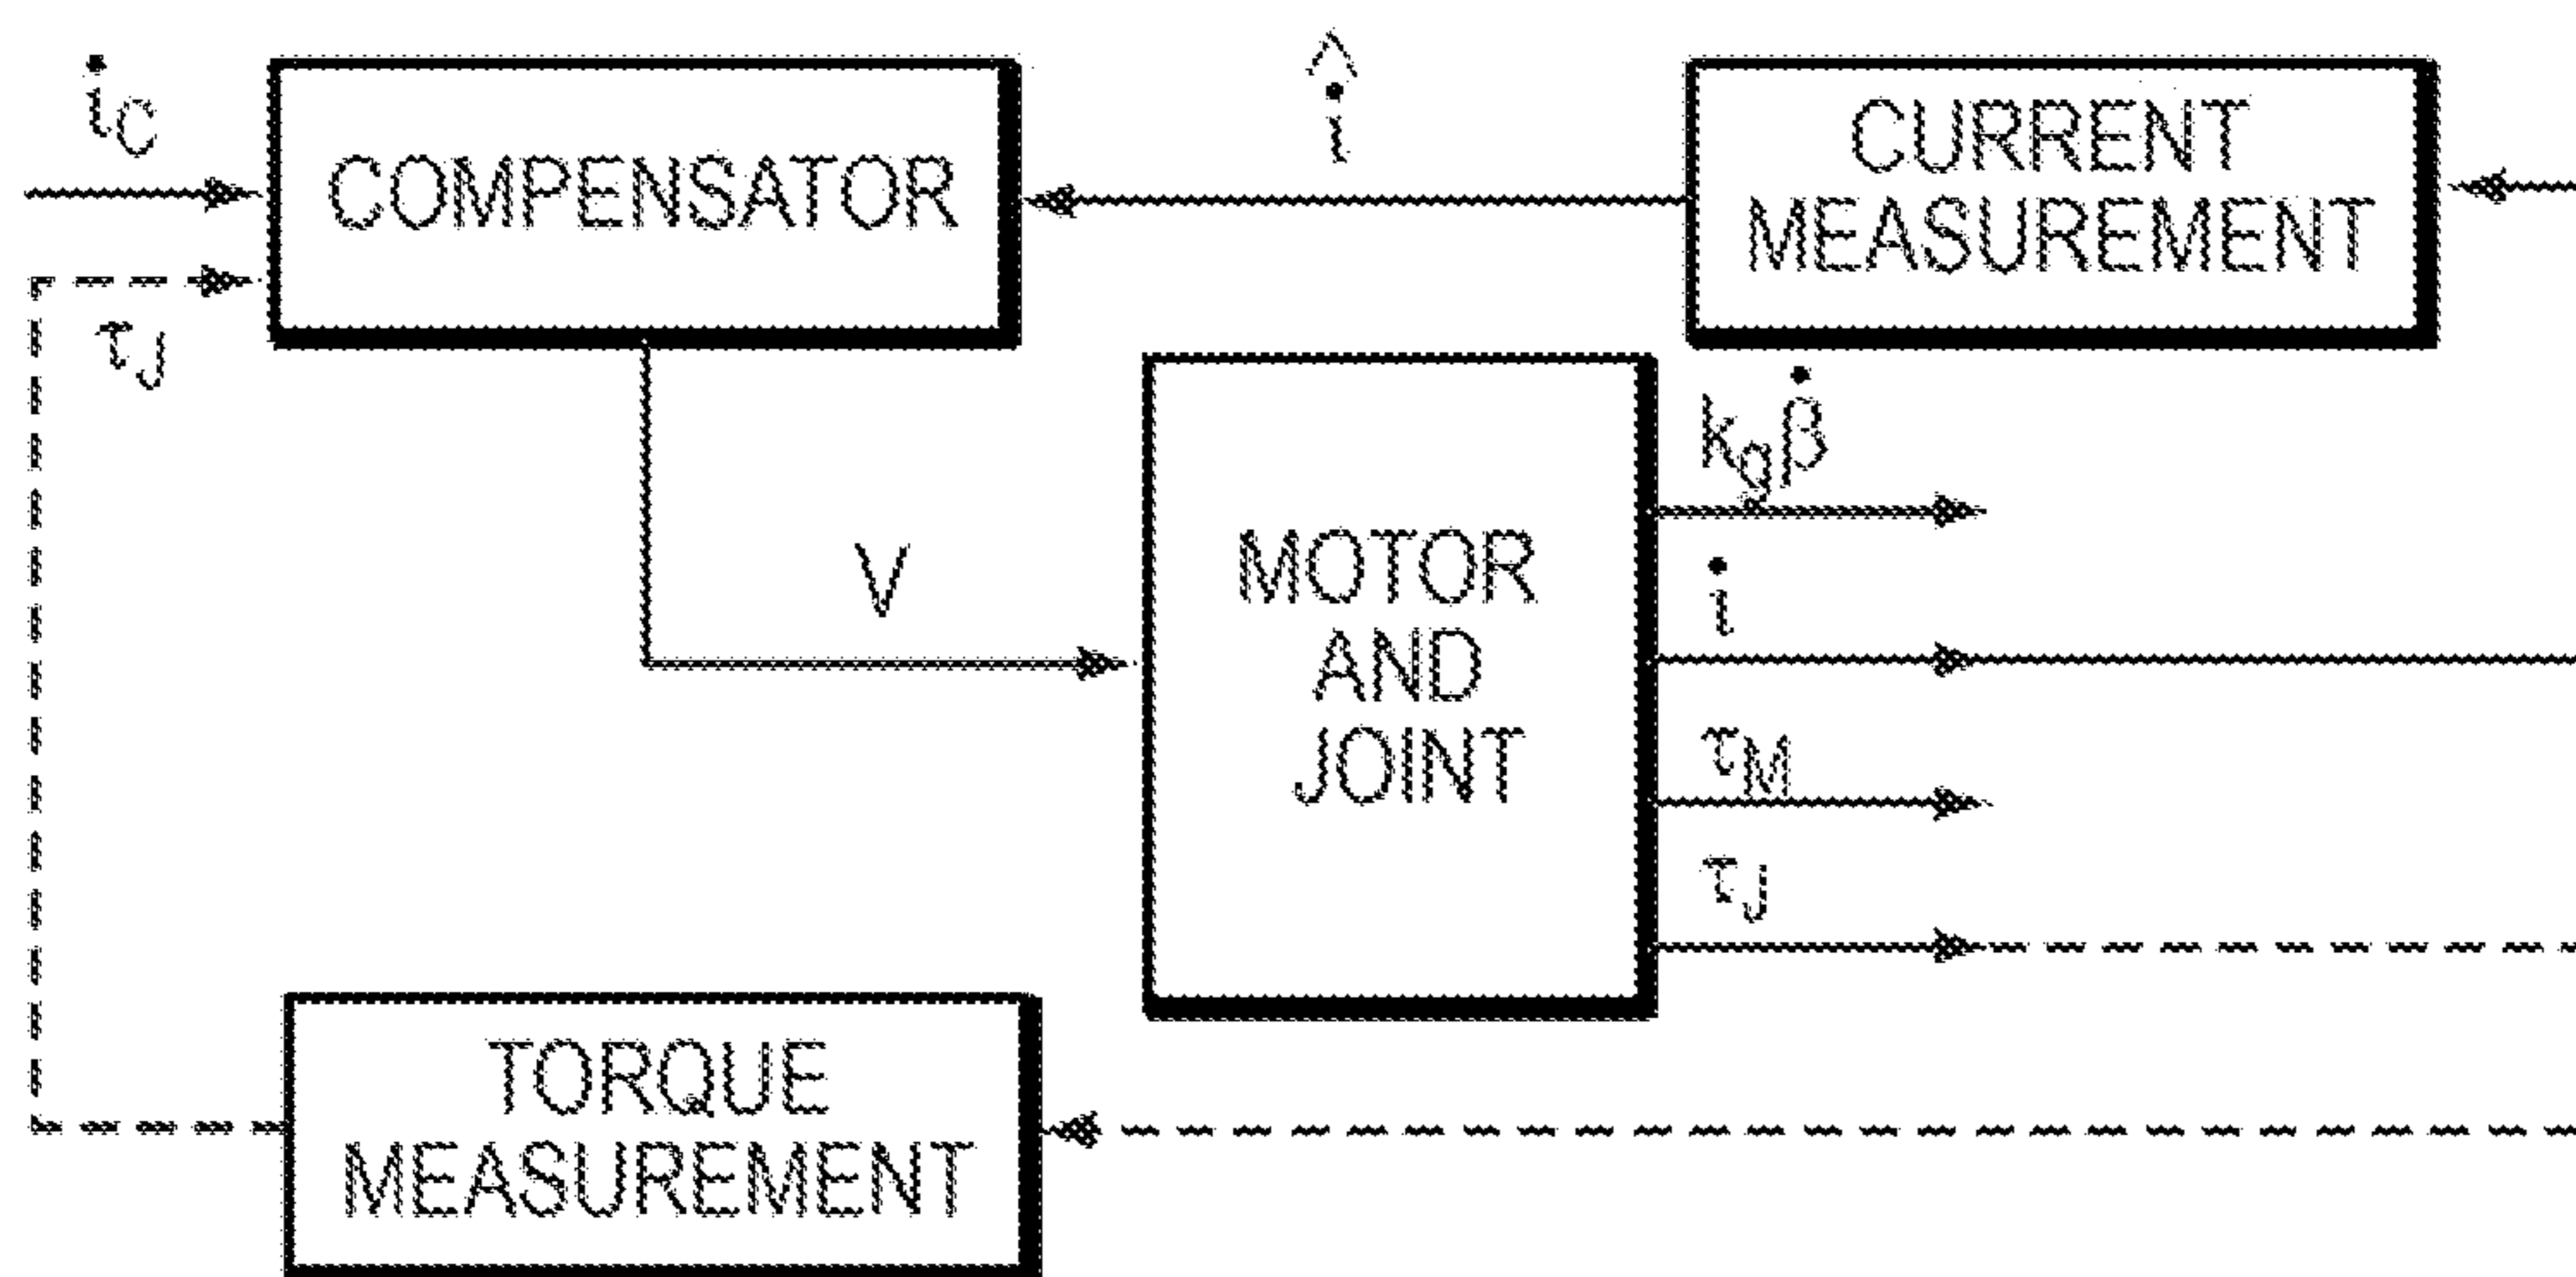 i_C
î
COMPENSATOR
CURRENT
MEASUREMENT
τ_J
k_g β̇
V
i
MOTOR
AND
JOINT
τ_M
τ_J
TORQUE
MEASUREMENT